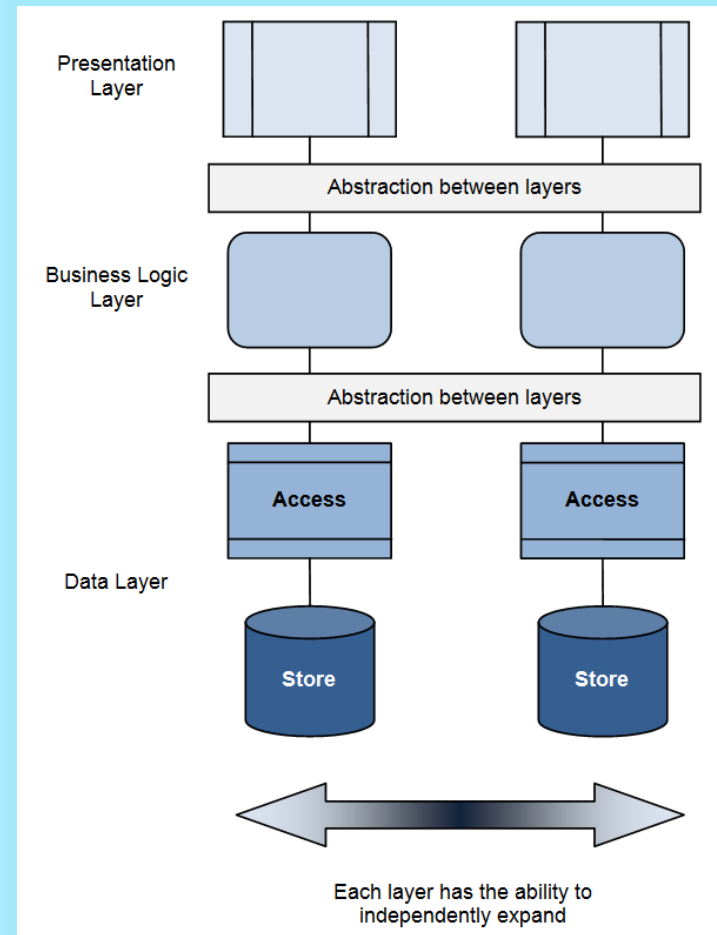 Presentation
Layer
Abstraction between layers
Business Logic
Layer
Abstraction between layers
Access
Access
Data Layer
Store
Store
Each layer has the ability to
independently expand